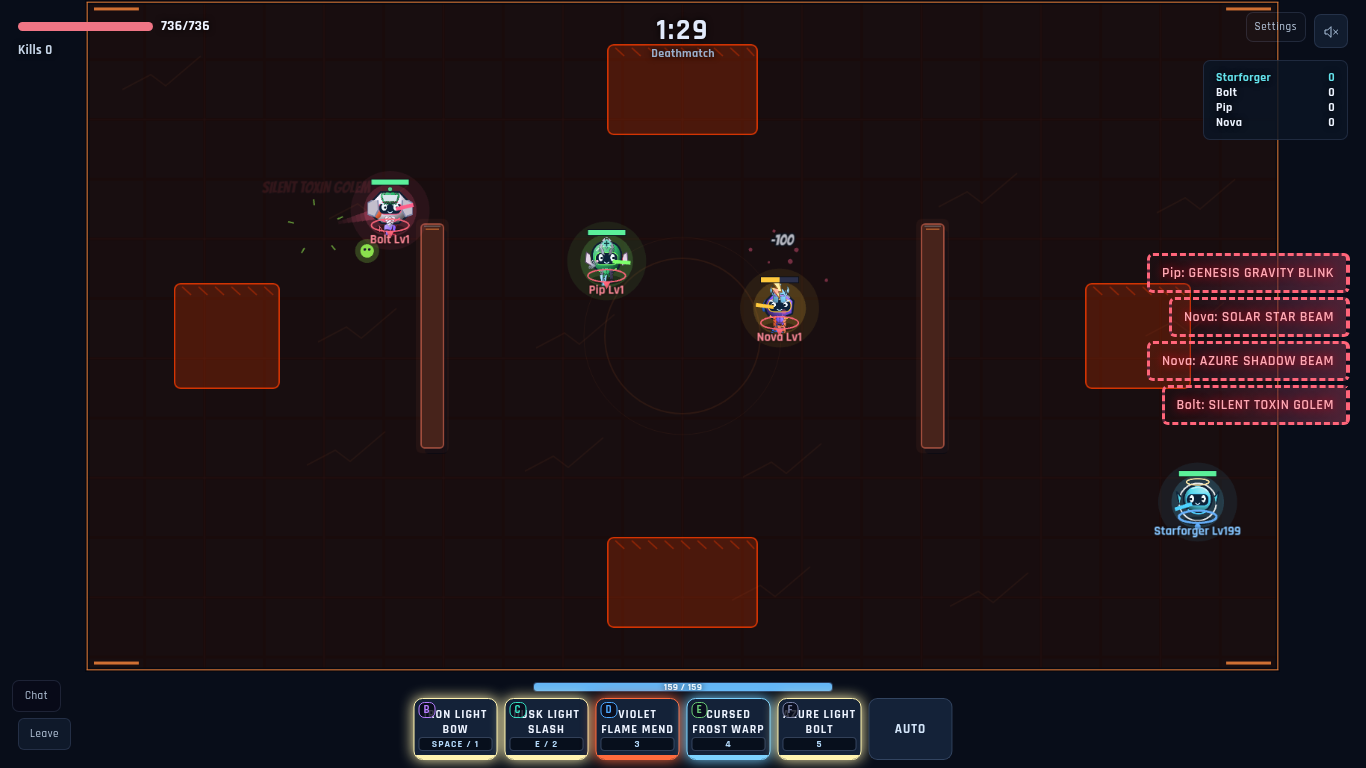 736/736
Kills 0
1:29
Deathmatch
Settings
Starforger 0
Bolt 0
Pip 0
Nova 0
SILENT TOXIN GOLEM
Bolt Lv1
Pip Lv1
-100
Nova Lv1
Pip: GENESIS GRAVITY BLINK
Nova: SOLAR STAR BEAM
Nova: AZURE SHADOW BEAM
Bolt: SILENT TOXIN GOLEM
Starforger Lv199
Chat
Leave
159 / 159
B
LIGHT
BOW
SPACE / 1
C
LIGHT
SLASH
E / 2
D
VIOLET
FLAME MEND
3
E
CURSED
FROST WARP
4
F
LIGHT
BOLT
5
AUTO